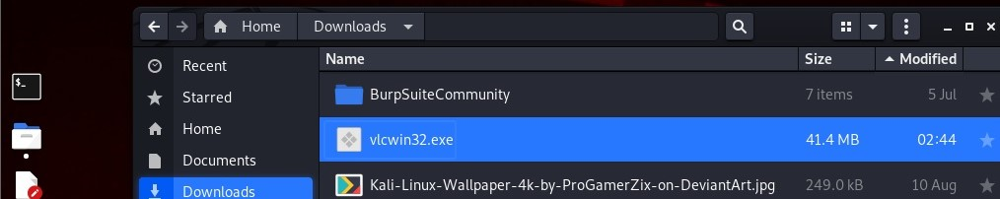 Home Downloads
Name Size Modified
Recent
Starred
Home
Documents
Downloads
BurpSuiteCommunity 7 items 5 Jul
vlcwin32.exe 41.4 MB 02:44
Kali-Linux-Wallpaper-4k-by-ProGamerZix-on-DeviantArt.jpg 249.0 kB 10 Aug
$_